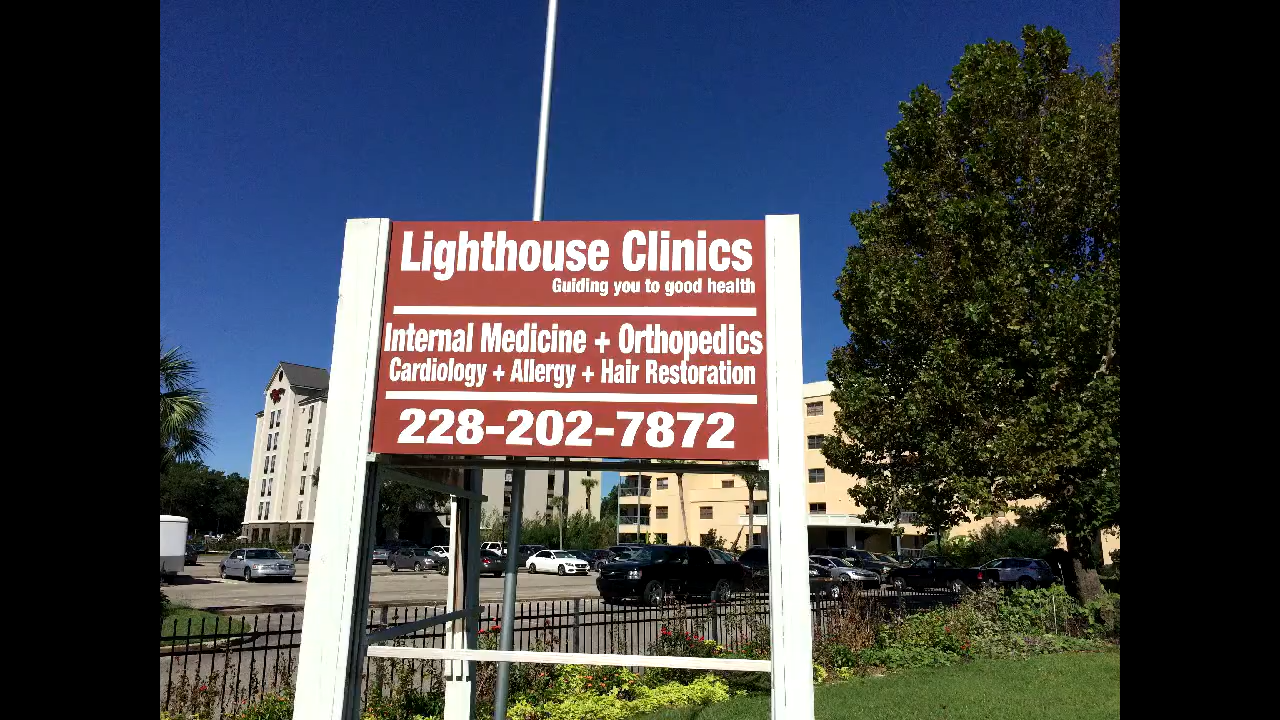 Lighthouse Clinics
Guiding you to good health
Internal Medicine + Orthopedics
Cardiology + Allergy + Hair Restoration
228-202-7872